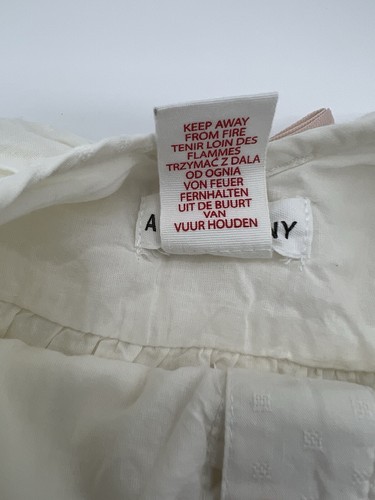 KEEP AWAY
FROM FIRE
TENIR LOIN DES
FLAMMES
TRZYMAĆ Z DALA
OD OGNIA
VON FEUER
FERNHALTEN
UIT DE BUURT
VAN
VUUR HOUDEN